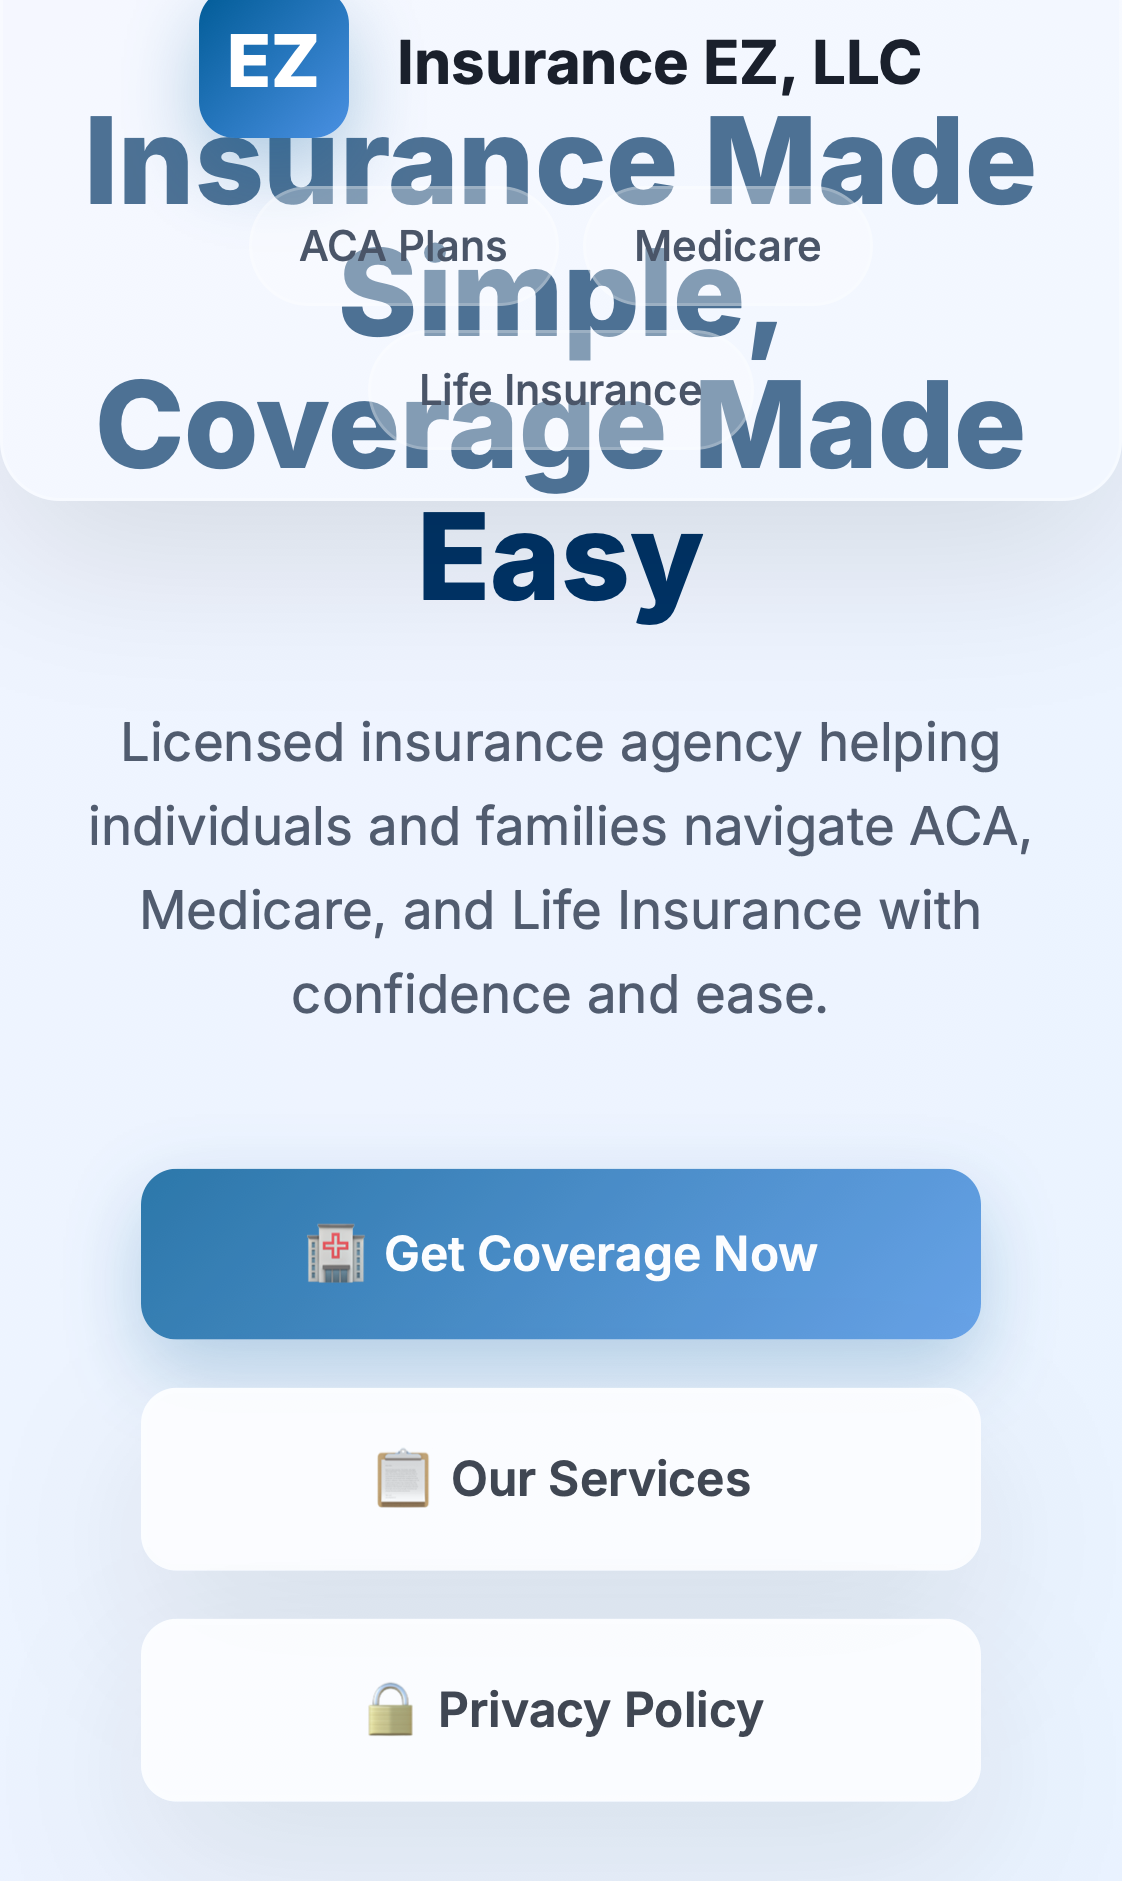 EZ Insurance EZ, LLC
Insurance Made
ACA Plans Medicare
Simple,
Life Insurance
Coverage Made
Easy
Licensed insurance agency helping
individuals and families navigate ACA,
Medicare, and Life Insurance with
confidence and ease.
Get Coverage Now
Our Services
Privacy Policy